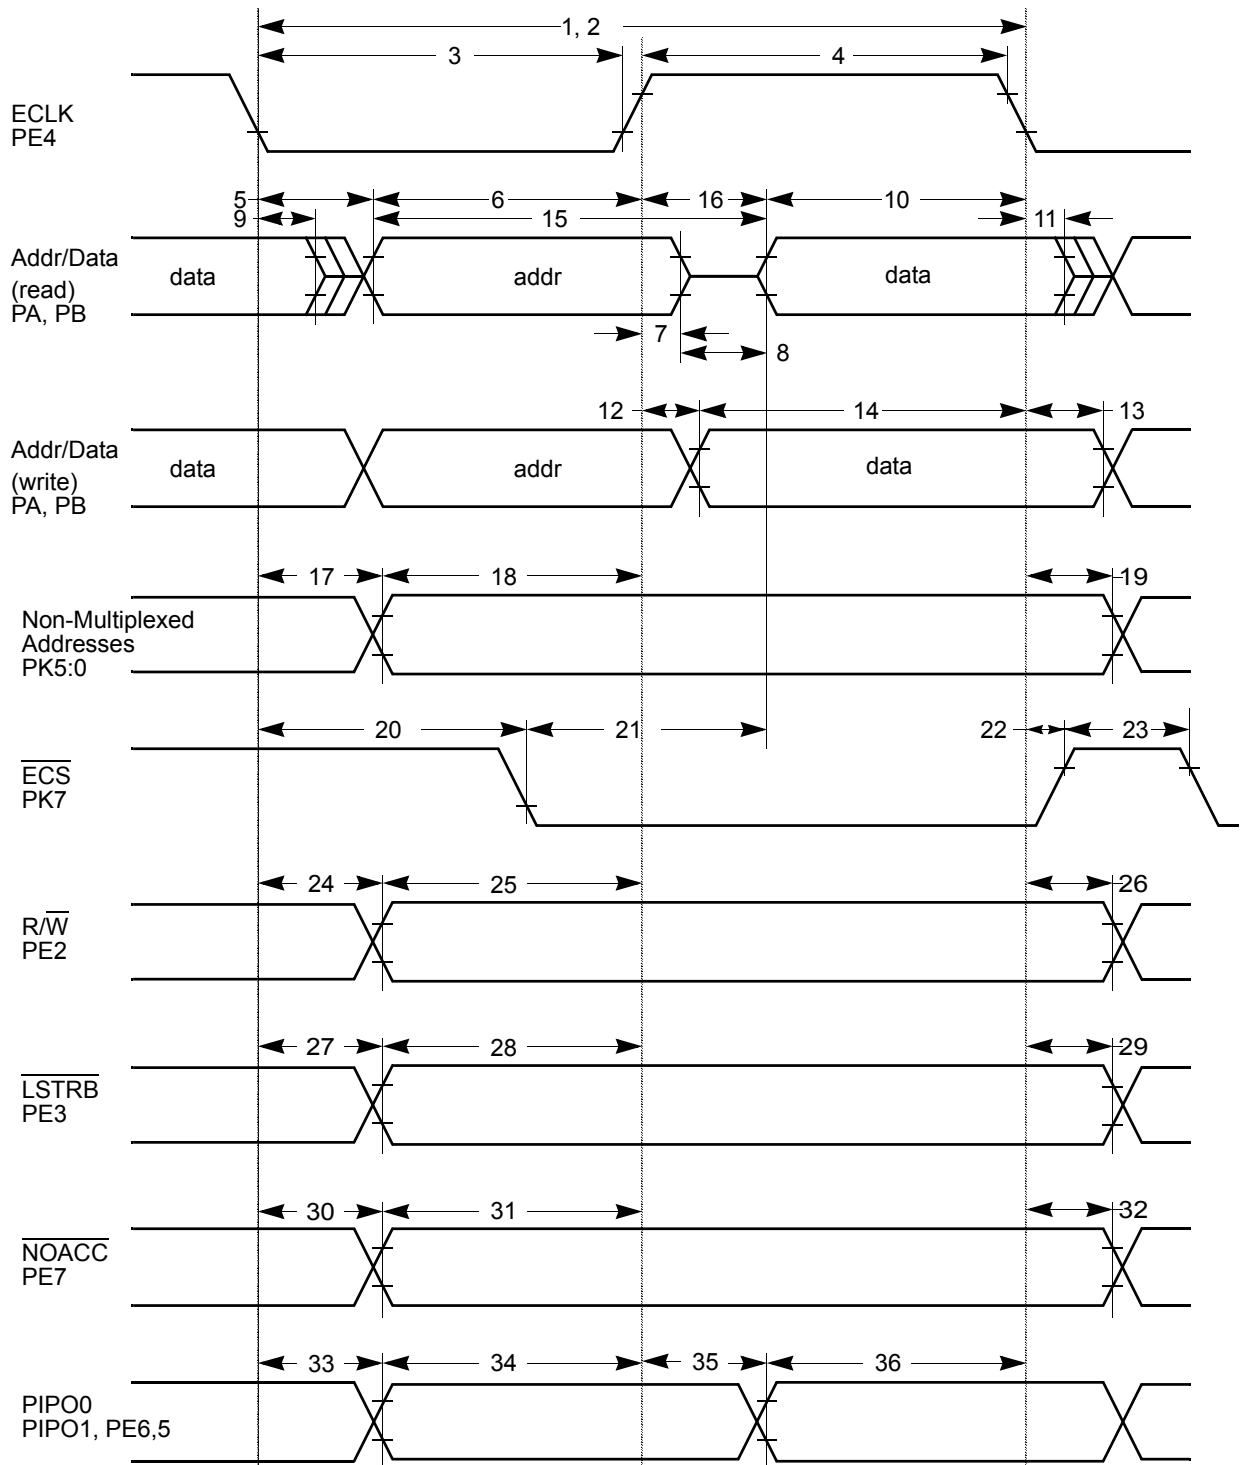 1, 2
3
4
ECLK
PE4
5
6
16
10
9
15
11
Addr/Data
(read)
PA, PB
data
addr
data
7
8
12
14
13
Addr/Data
(write)
PA, PB
data
addr
data
17
18
19
Non-Multiplexed
Addresses
PK5:0
20
21
22
23
ECS
PK7
24
25
26
R/W
PE2
27
28
29
LSTRB
PE3
30
31
32
NOACC
PE7
33
34
35
36
PIPO0
PIPO1, PE6,5